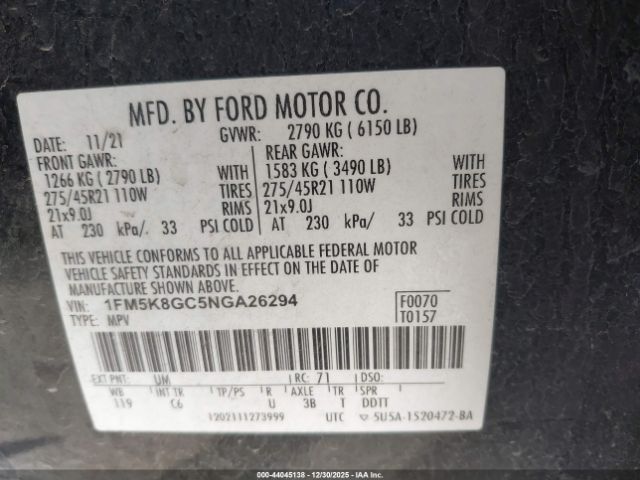 MFD. BY FORD MOTOR CO.
DATE: 11/21 GVWR: 2790 KG ( 6150 LB)
FRONT GAWR: REAR GAWR:
1266 KG ( 2790 LB) WITH 1583 KG ( 3490 LB) WITH
275/45R21 110W TIRES 275/45R21 110W TIRES
21x9.0J RIMS 21x9.0J RIMS
AT 230 kPa/ 33 PSI COLD AT 230 kPa/ 33 PSI COLD
THIS VEHICLE CONFORMS TO ALL APPLICABLE FEDERAL MOTOR
VEHICLE SAFETY STANDARDS IN EFFECT ON THE DATE OF
MANUFACTURE SHOWN ABOVE.
VIN: 1FM5K8GC5NGA26294 F0070
TYPE: MPV T0157
EXT PNT: UM RC: 71 DSO:
WB INT TR TP/PS R AXLE TR SPR
119 C6 U 3B T DDTT
1202111273999 UTC ▽ 5U5A-1520472-BA
000-44045138 - 12/30/2025 - IAAI.com